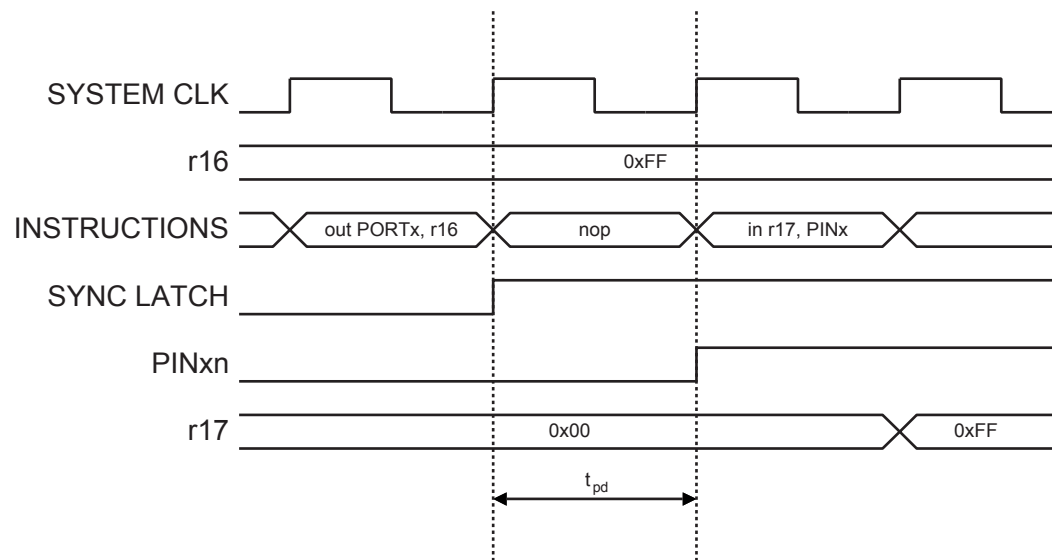 SYSTEM CLK
r16
0xFF
INSTRUCTIONS
out PORTx, r16
nop
in r17, PINx
SYNC LATCH
PINxn
r17
0x00
0xFF
tpd